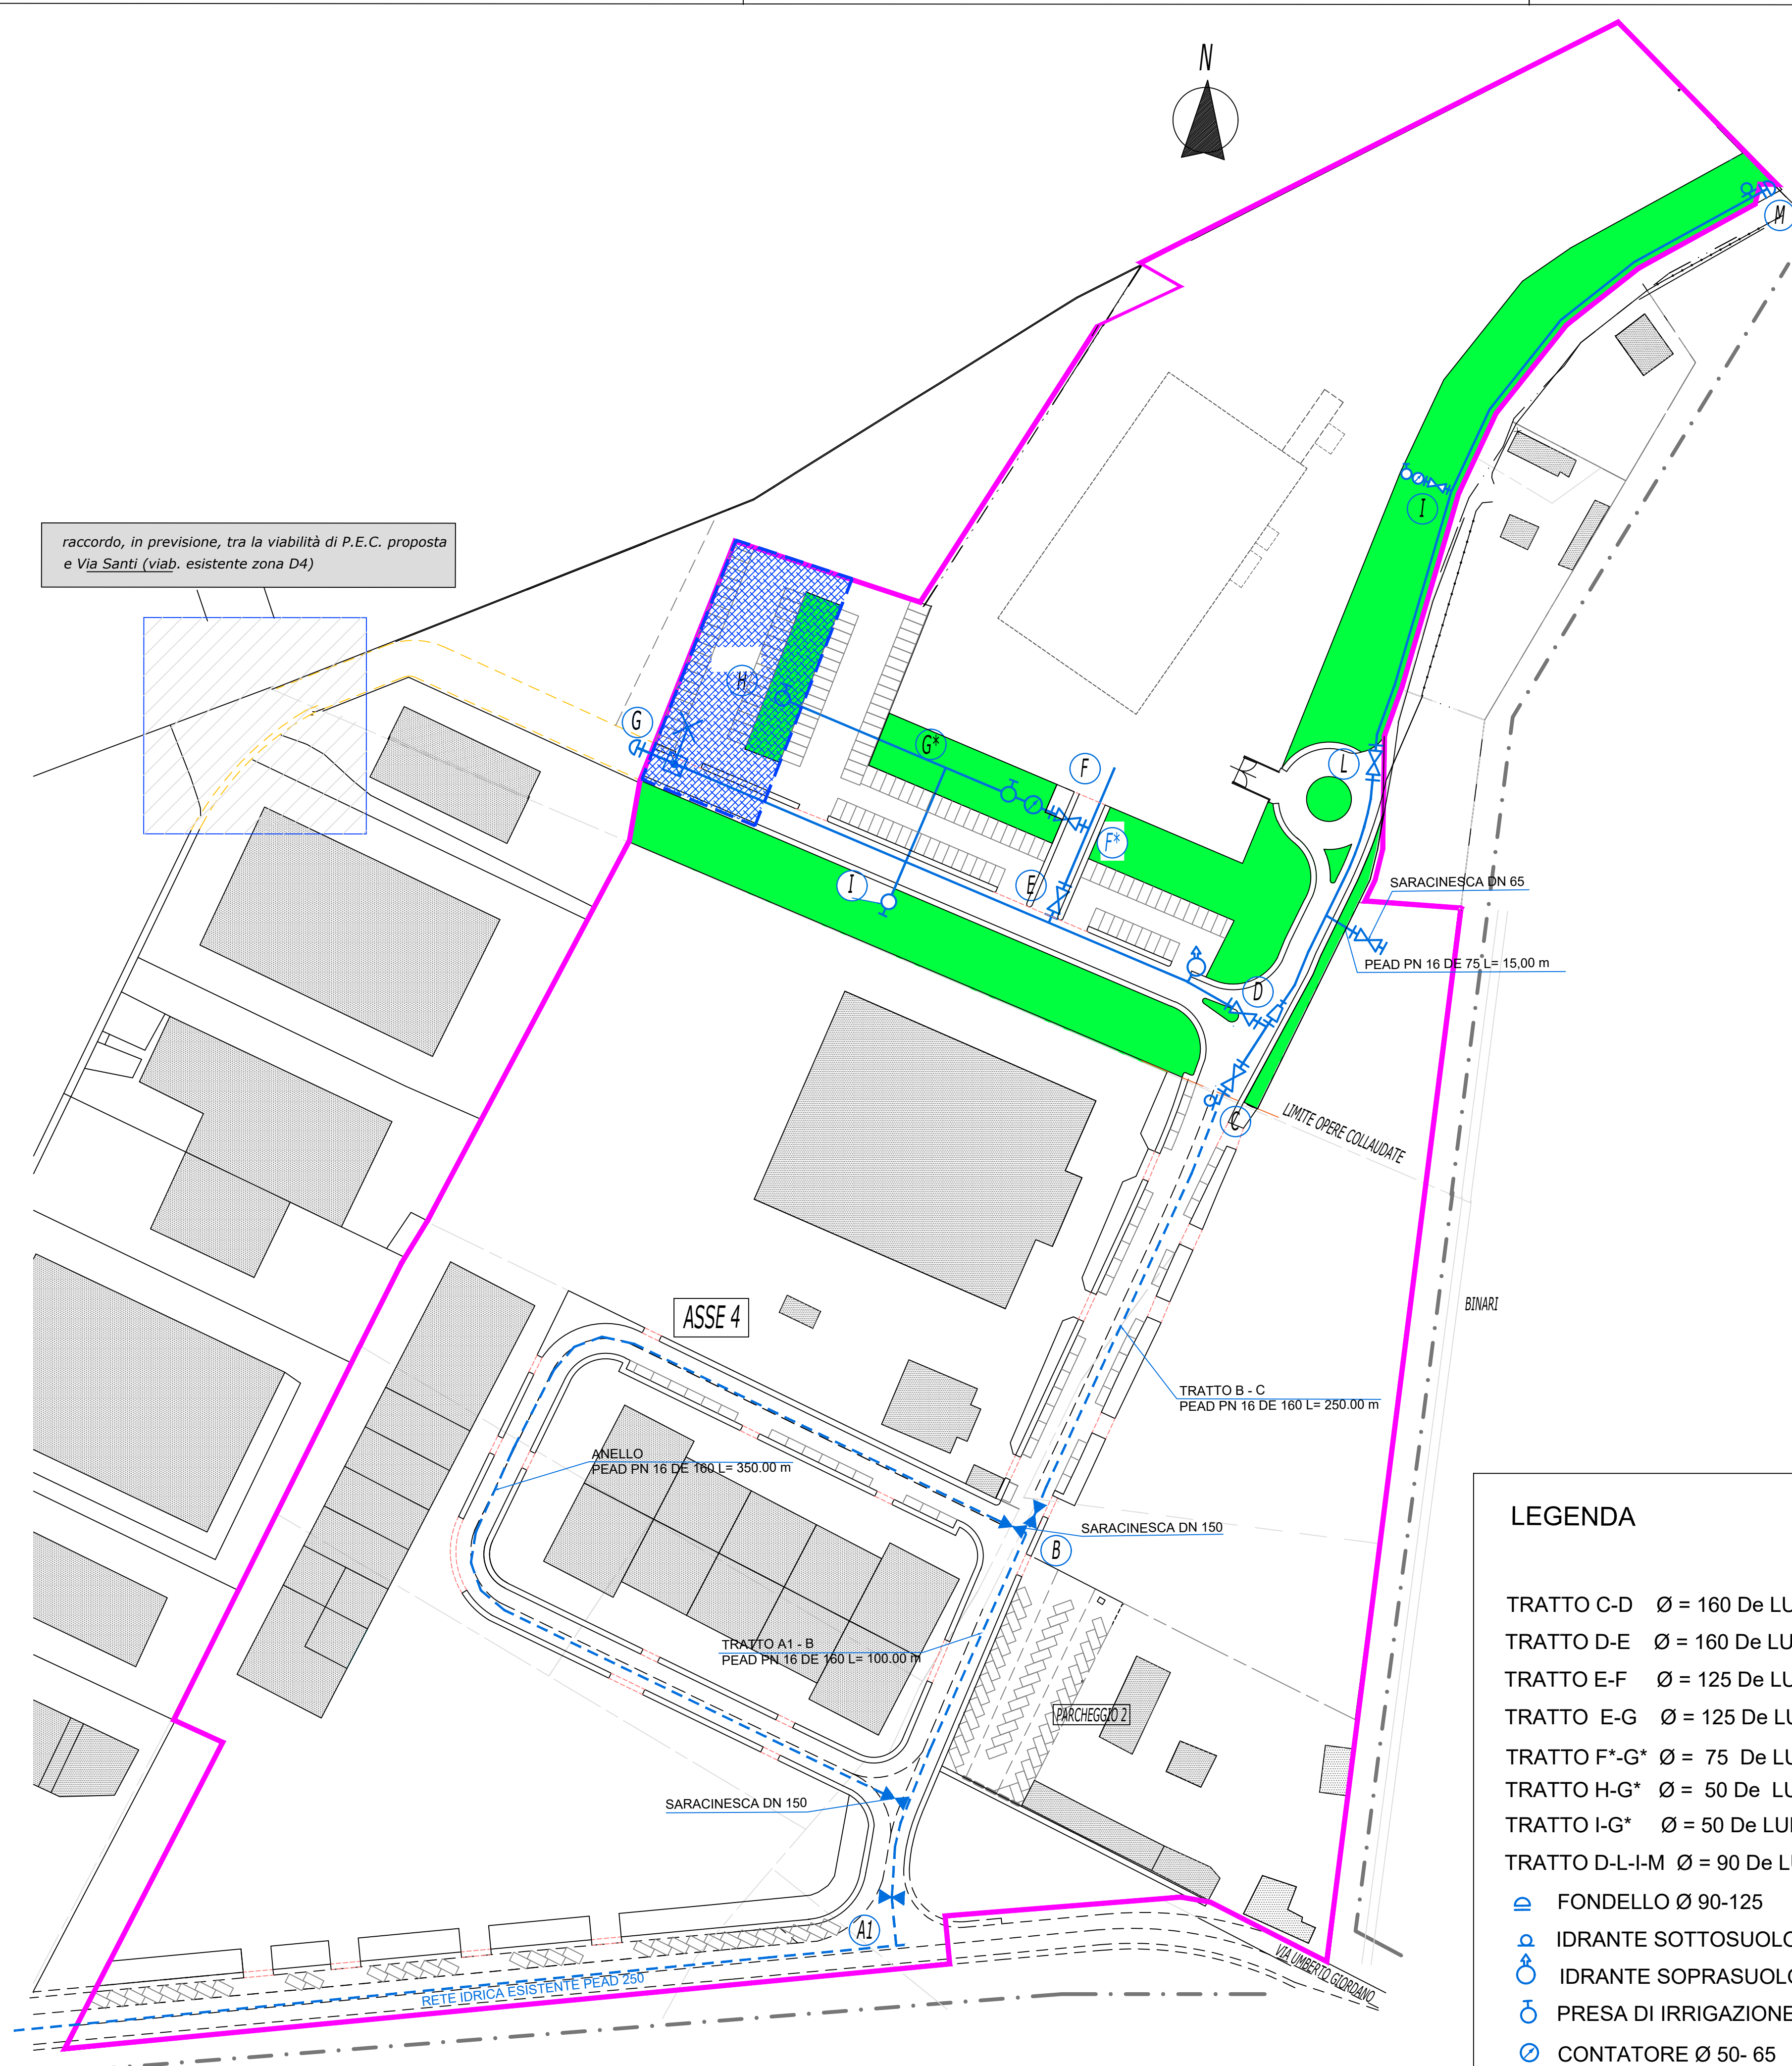 N
M
raccordo, in previsione, tra la viabilità di P.E.C. proposta
e Via Santi (viab. esistente zona D4)
I
H
G
G*
F
L
F*
I
E
SARACINESCA DN 65
PEAD PN 16 DE 75 L= 15,00 m
D
C
LIMITE OPERE COLLAUDATE
BINARI
ASSE 4
TRATTO B - C
PEAD PN 16 DE 160 L= 250.00 m
ANELLO
PEAD PN 16 DE 160 L= 350.00 m
SARACINESCA DN 150
B
TRATTO A1 - B
PEAD PN 16 DE 160 L= 100.00 m
PARCHEGGIO 2
SARACINESCA DN 150
A1
VIA UMBERTO GIORDANO
RETE IDRICA ESISTENTE PEAD 250
LEGENDA
TRATTO C-D Ø = 160 De LU
TRATTO D-E Ø = 160 De LU
TRATTO E-F Ø = 125 De LU
TRATTO E-G Ø = 125 De LU
TRATTO F*-G* Ø = 75 De LU
TRATTO H-G* Ø = 50 De LU
TRATTO I-G* Ø = 50 De LU
TRATTO D-L-I-M Ø = 90 De L
FONDELLO Ø 90-125
IDRANTE SOTTOSUOLO
IDRANTE SOPRASUOLO
PRESA DI IRRIGAZIONE
CONTATORE Ø 50- 65